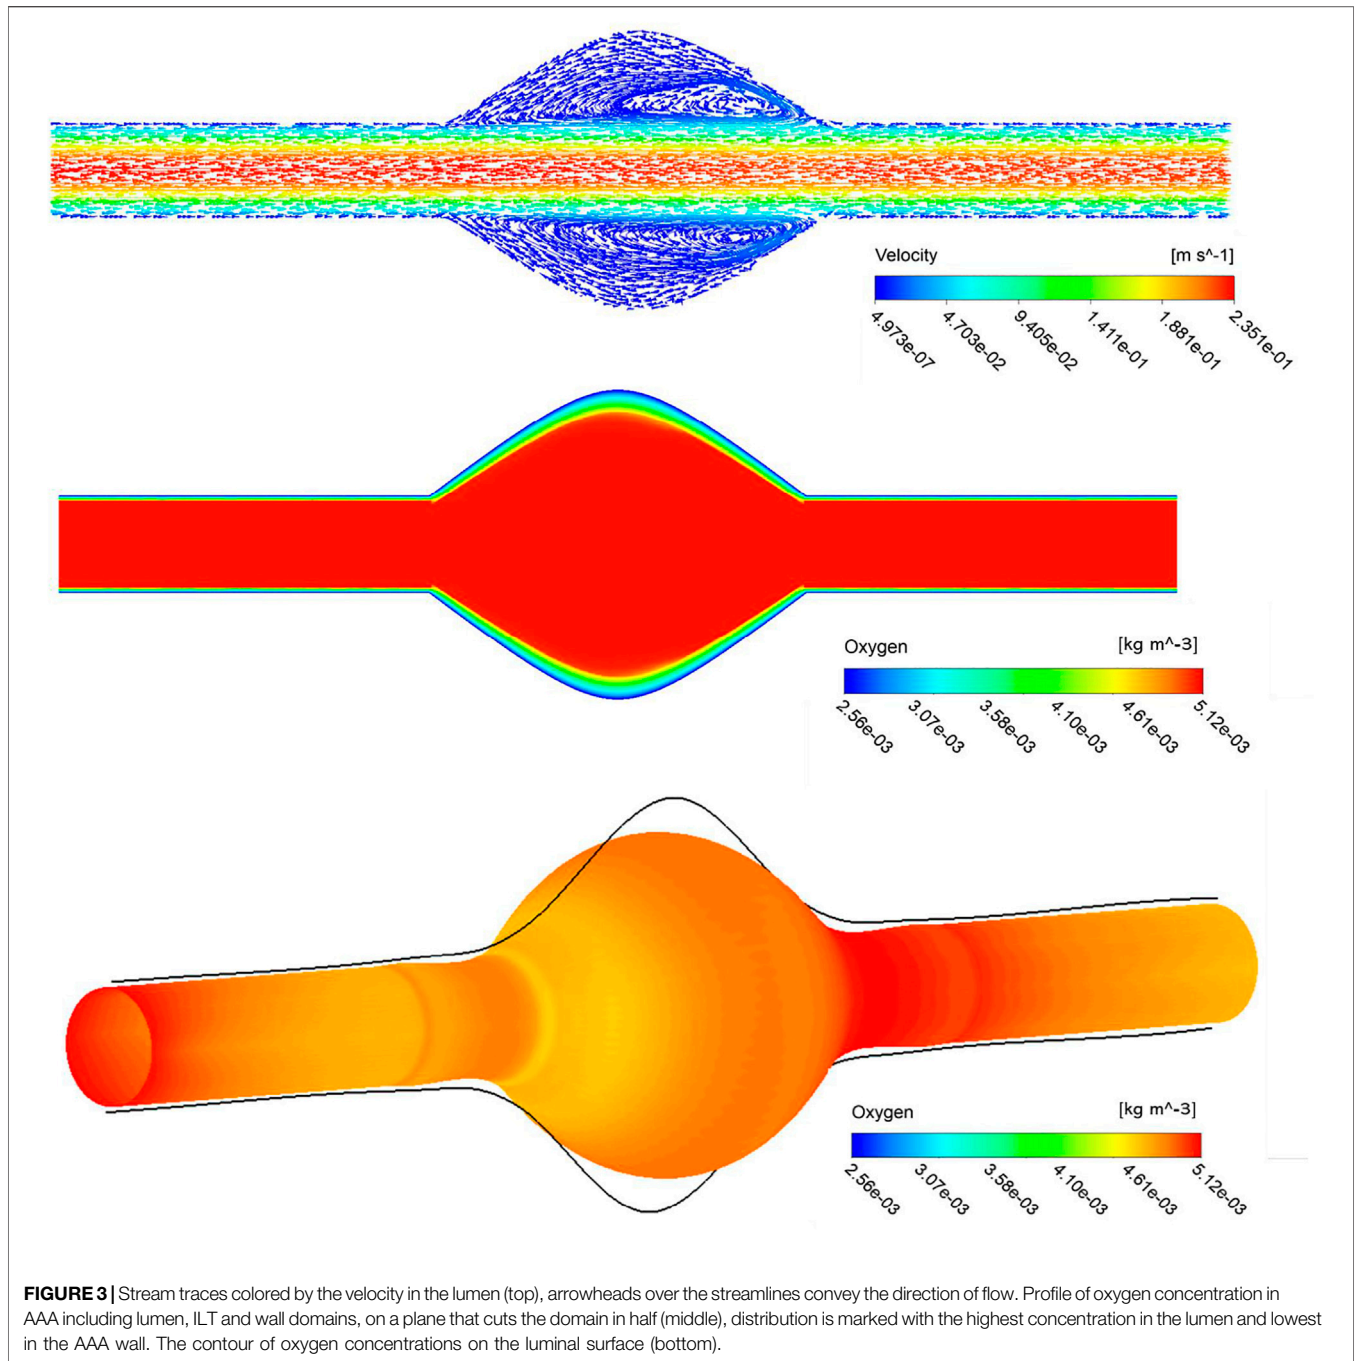 Velocity [m s^-1]
4.973e-07 4.703e-02 9.405e-02 1.411e-01 1.881e-01 2.351e-01
Oxygen [kg m^-3]
2.56e-03 3.07e-03 3.58e-03 4.10e-03 4.61e-03 5.12e-03
Oxygen [kg m^-3]
2.56e-03 3.07e-03 3.58e-03 4.10e-03 4.61e-03 5.12e-03
FIGURE 3 | Stream traces colored by the velocity in the lumen (top), arrowheads over the streamlines convey the direction of flow. Profile of oxygen concentration in
AAA including lumen, ILT and wall domains, on a plane that cuts the domain in half (middle), distribution is marked with the highest concentration in the lumen and lowest
in the AAA wall. The contour of oxygen concentrations on the luminal surface (bottom).